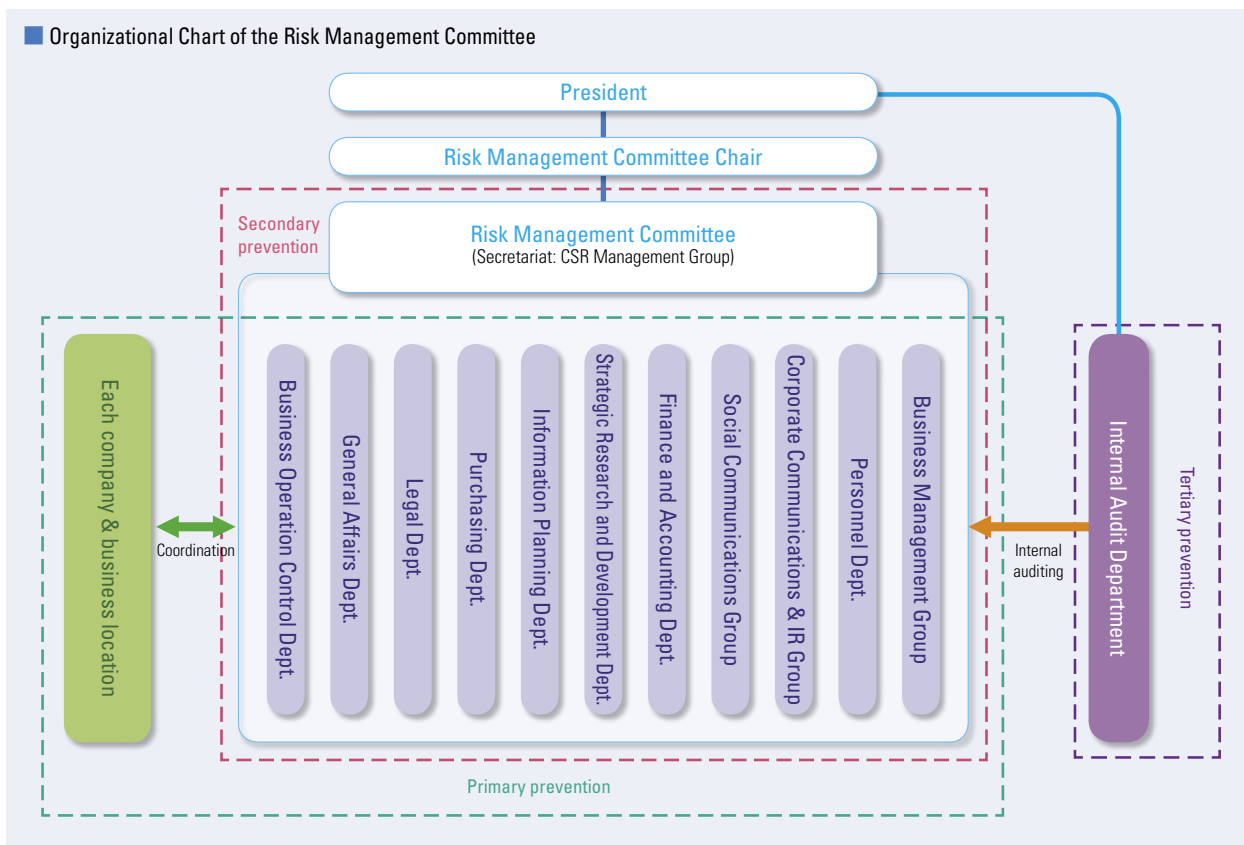 Organizational Chart of the Risk Management Committee
President
Risk Management Committee Chair
Secondary
prevention
Risk Management Committee
(Secretariat: CSR Management Group)
Each company & business location
Coordination
Business Operation Control Dept.
General Affairs Dept.
Legal Dept.
Purchasing Dept.
Information Planning Dept.
Strategic Research and Development Dept.
Finance and Accounting Dept.
Social Communications Group
Corporate Communications & IR Group
Personnel Dept.
Business Management Group
Internal
auditing
Internal Audit Department
Tertiary prevention
Primary prevention